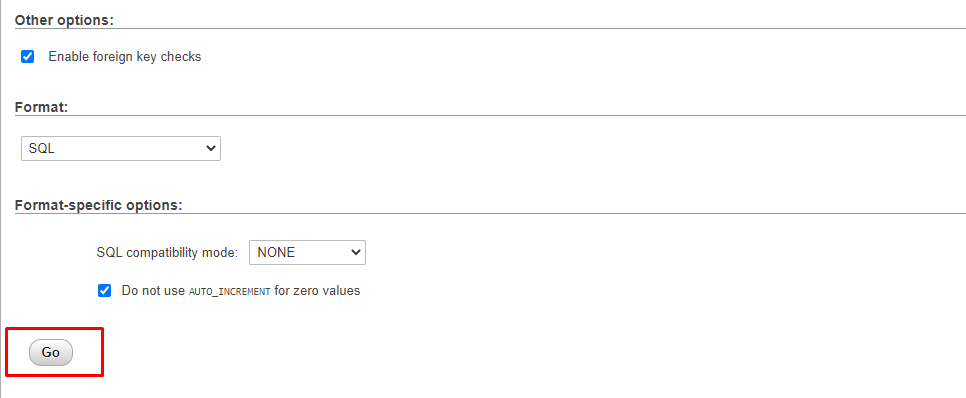 Other options:
Enable foreign key checks
Format:
SQL
Format-specific options:
SQL compatibility mode: NONE
Do not use AUTO_INCREMENT for zero values
Go